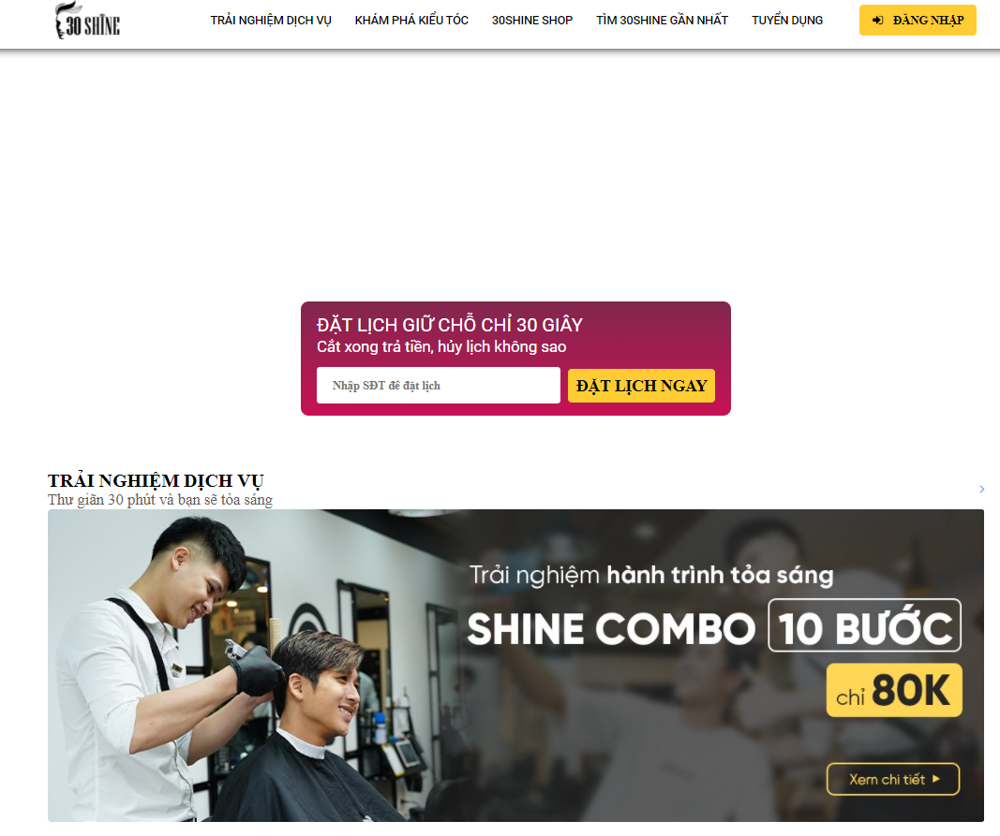 30 SHINE
TRẢI NGHIỆM DỊCH VỤ
KHÁM PHÁ KIỂU TÓC
30SHINE SHOP
TÌM 30SHINE GẦN NHẤT
TUYỂN DỤNG
ĐĂNG NHẬP
ĐẶT LỊCH GIỮ CHỖ CHỈ 30 GIÂY
Cắt xong trả tiền, hủy lịch không sao
Nhập SĐT để đặt lịch
ĐẶT LỊCH NGAY
TRẢI NGHIỆM DỊCH VỤ
Thư giãn 30 phút và bạn sẽ tỏa sáng
Trải nghiệm hành trình tỏa sáng
SHINE COMBO 10 BƯỚC
chỉ 80K
Xem chi tiết